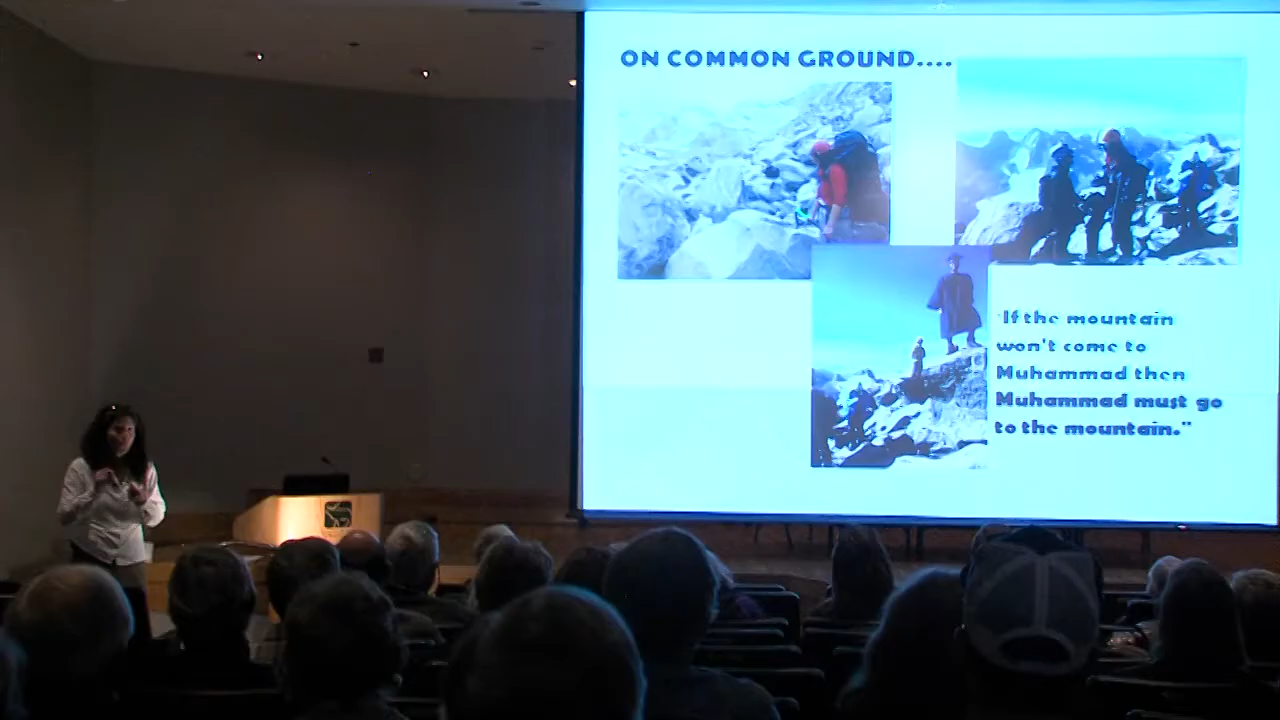 ON COMMON GROUND....
"If the mountain
won't come to
Muhammad then
Muhammad must go
to the mountain."